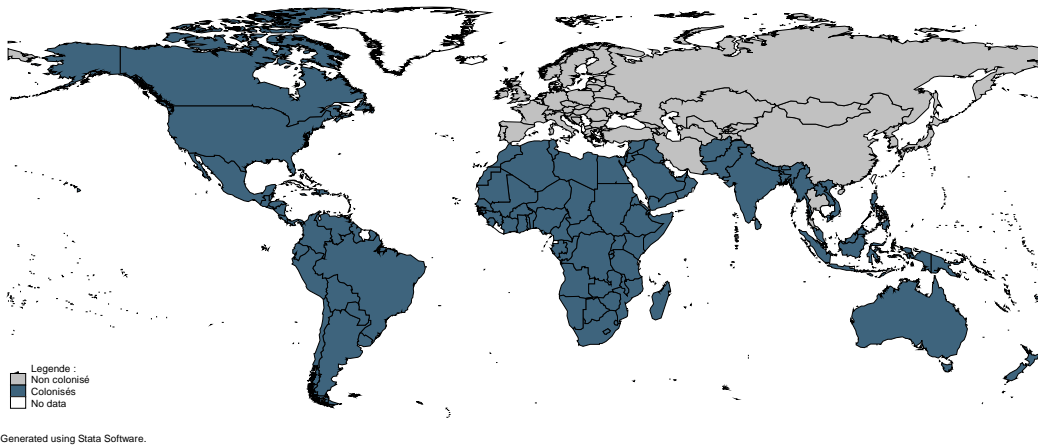 Legende :
Non colonisé
Colonisés
No data
Generated using Stata Software.